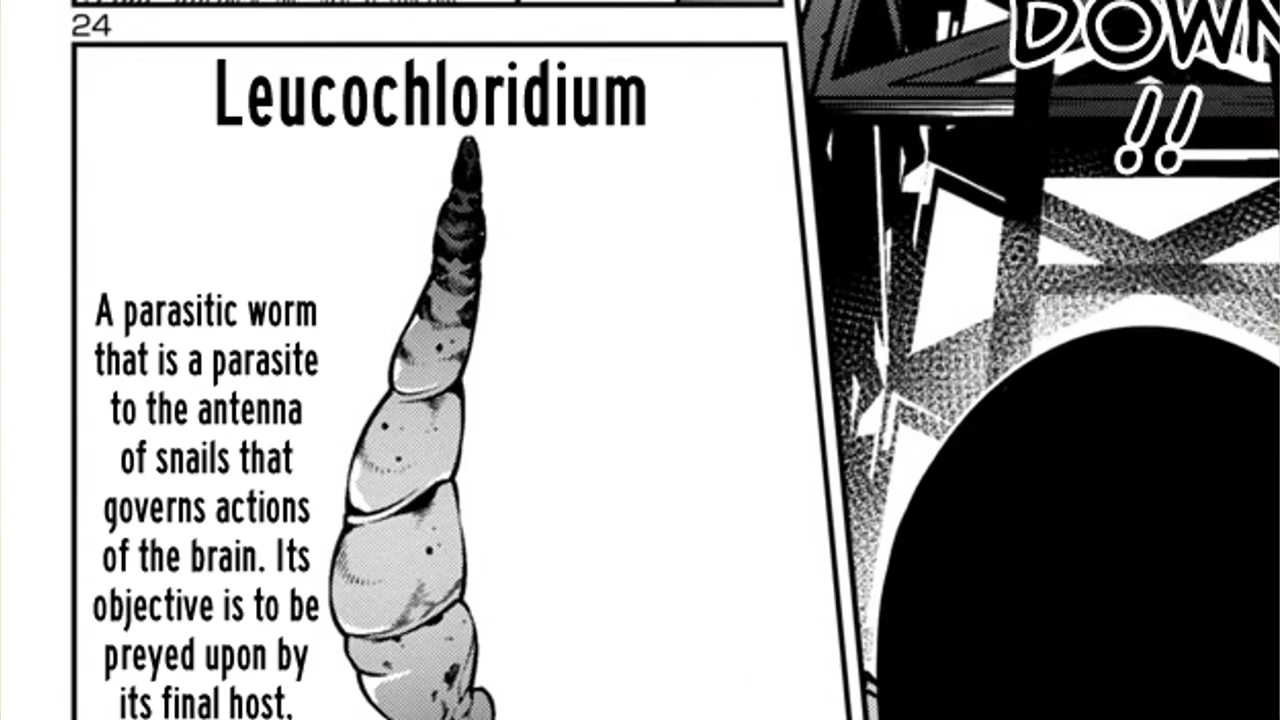 24
Leucochloridium
A parasitic worm
that is a parasite
to the antenna
of snails that
governs actions
of the brain. Its
objective is to be
preyed upon by
its final host,
DOWN
!!